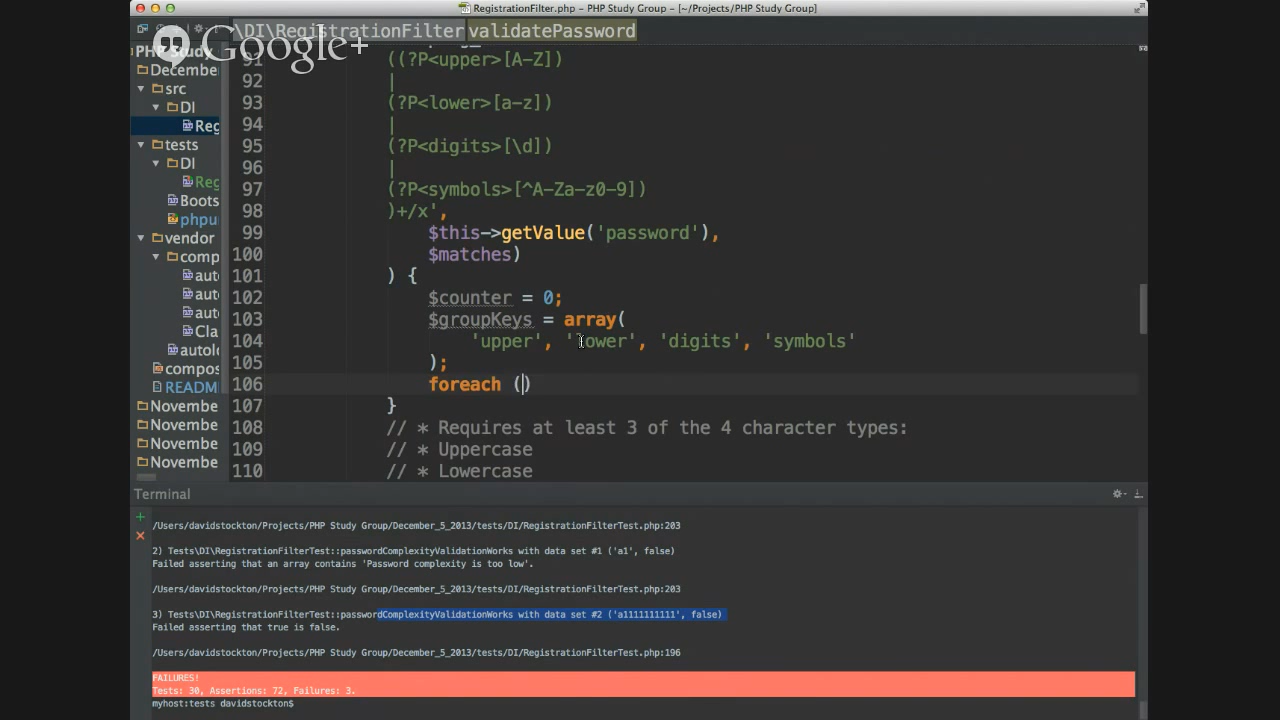 RegistrationFilter.php - PHP Study Group - [~/Projects/PHP Study Group]
\DI\RegistrationFilter validatePassword
Google+
PHP Study
December
src
DI
Reg
tests
DI
Reg
Boots
phpu
vendor
comp
auto
auto
auto
Cla
autolo
compos
README
Novembe
Novembe
Novembe
Novembe
91 ((?P<upper>[A-Z])
92 |
93 (?P<lower>[a-z])
94 |
95 (?P<digits>[\d])
96 |
97 (?P<symbols>[^A-Za-z0-9])
98 )+/x',
99 $this->getValue('password'),
100 $matches)
101 ) {
102 $counter = 0;
103 $groupKeys = array(
104 'upper', 'lower', 'digits', 'symbols'
105 );
106 foreach ()
107 }
108 // * Requires at least 3 of the 4 character types:
109 // * Uppercase
110 // * Lowercase
Terminal
/Users/davidstockton/Projects/PHP Study Group/December_5_2013/tests/DI/RegistrationFilterTest.php:203
2) Tests\DI\RegistrationFilterTest::passwordComplexityValidationWorks with data set #1 ('a1', false)
Failed asserting that an array contains 'Password complexity is too low'.
/Users/davidstockton/Projects/PHP Study Group/December_5_2013/tests/DI/RegistrationFilterTest.php:203
3) Tests\DI\RegistrationFilterTest::passwordComplexityValidationWorks with data set #2 ('a1111111111', false)
Failed asserting that true is false.
/Users/davidstockton/Projects/PHP Study Group/December_5_2013/tests/DI/RegistrationFilterTest.php:196
FAILURES!
Tests: 30, Assertions: 72, Failures: 3.
myhost:tests davidstockton$